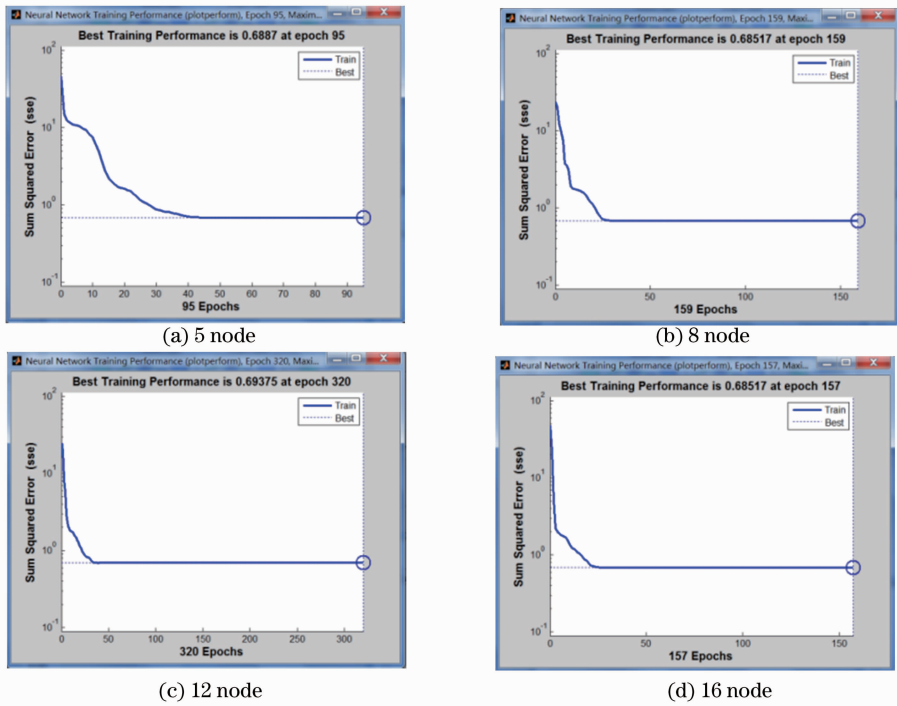 Neural Network Training Performance (plotperform), Epoch 95, Maxim...
Best Training Performance is 0.6887 at epoch 95
Train
Best
Sum Squared Error (sse)
10^2
10^1
10^0
10^-1
0 10 20 30 40 50 60 70 80 90
95 Epochs
(a) 5 node
Neural Network Training Performance (plotperform), Epoch 159, Maxi...
Best Training Performance is 0.68517 at epoch 159
Train
Best
Sum Squared Error (sse)
10^2
10^1
10^0
10^-1
0 50 100 150
159 Epochs
(b) 8 node
Neural Network Training Performance (plotperform), Epoch 320, Maxi...
Best Training Performance is 0.69375 at epoch 320
Train
Best
Sum Squared Error (sse)
10^2
10^1
10^0
10^-1
0 50 100 150 200 250 300
320 Epochs
(c) 12 node
Neural Network Training Performance (plotperform), Epoch 157, Maxi...
Best Training Performance is 0.68517 at epoch 157
Train
Best
Sum Squared Error (sse)
10^2
10^1
10^0
10^-1
0 50 100 150
157 Epochs
(d) 16 node